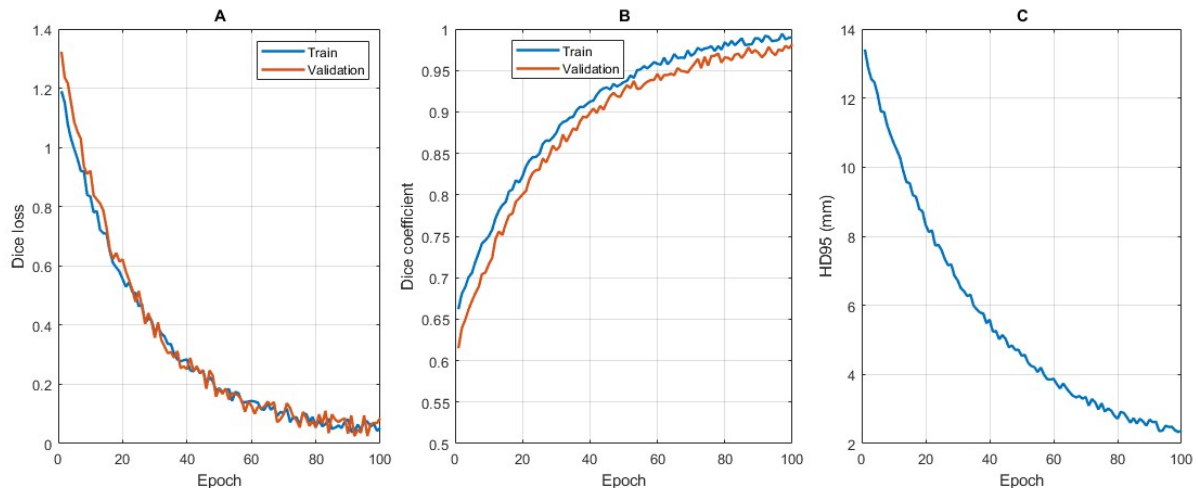 A
1.4
1.2
1
0.8
0.6
0.4
0.2
0
Dice loss
Train
Validation
0 20 40 60 80 100
Epoch
B
1
0.95
0.9
0.85
0.8
0.75
0.7
0.65
0.6
0.55
0.5
Dice coefficient
Train
Validation
0 20 40 60 80 100
Epoch
C
14
12
10
8
6
4
2
HD95 (mm)
0 20 40 60 80 100
Epoch